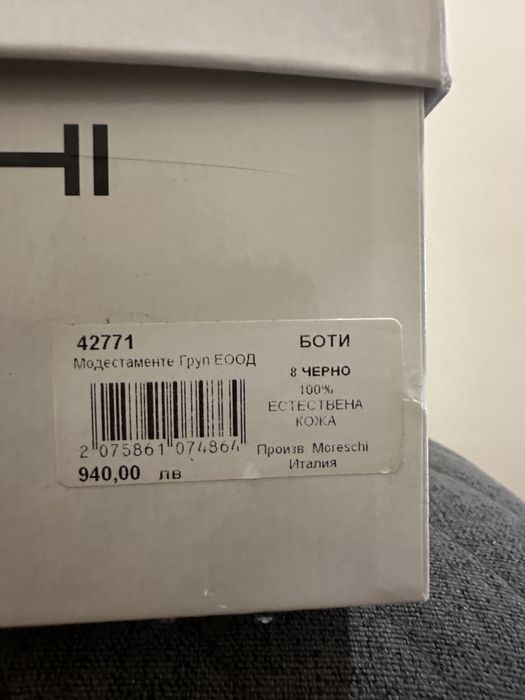 HI
42771
Модестаменте Груп ЕООД
2 075861 074864
940,00 лв
БОТИ
8 ЧЕРНО
100%
ЕСТЕСТВЕНА
КОЖА
Произв. Moreschi
Италия